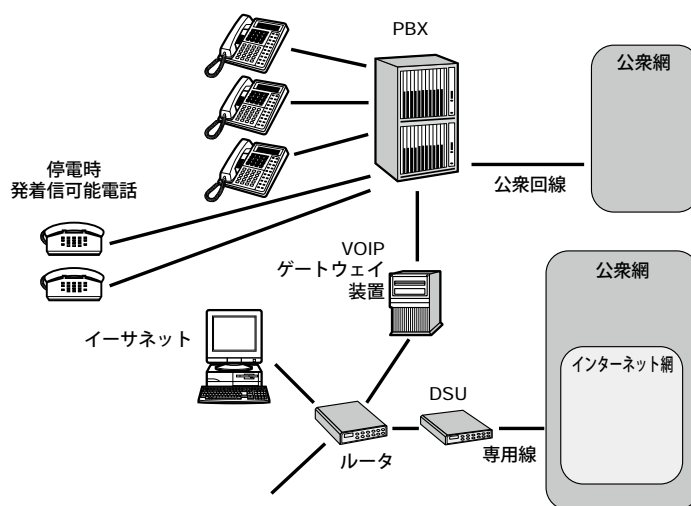 PBX
公衆網
停電時
発着信可能電話
公衆回線
VOIP
ゲートウェイ
装置
公衆網
イーサネット
インターネット網
DSU
ルータ
専用線